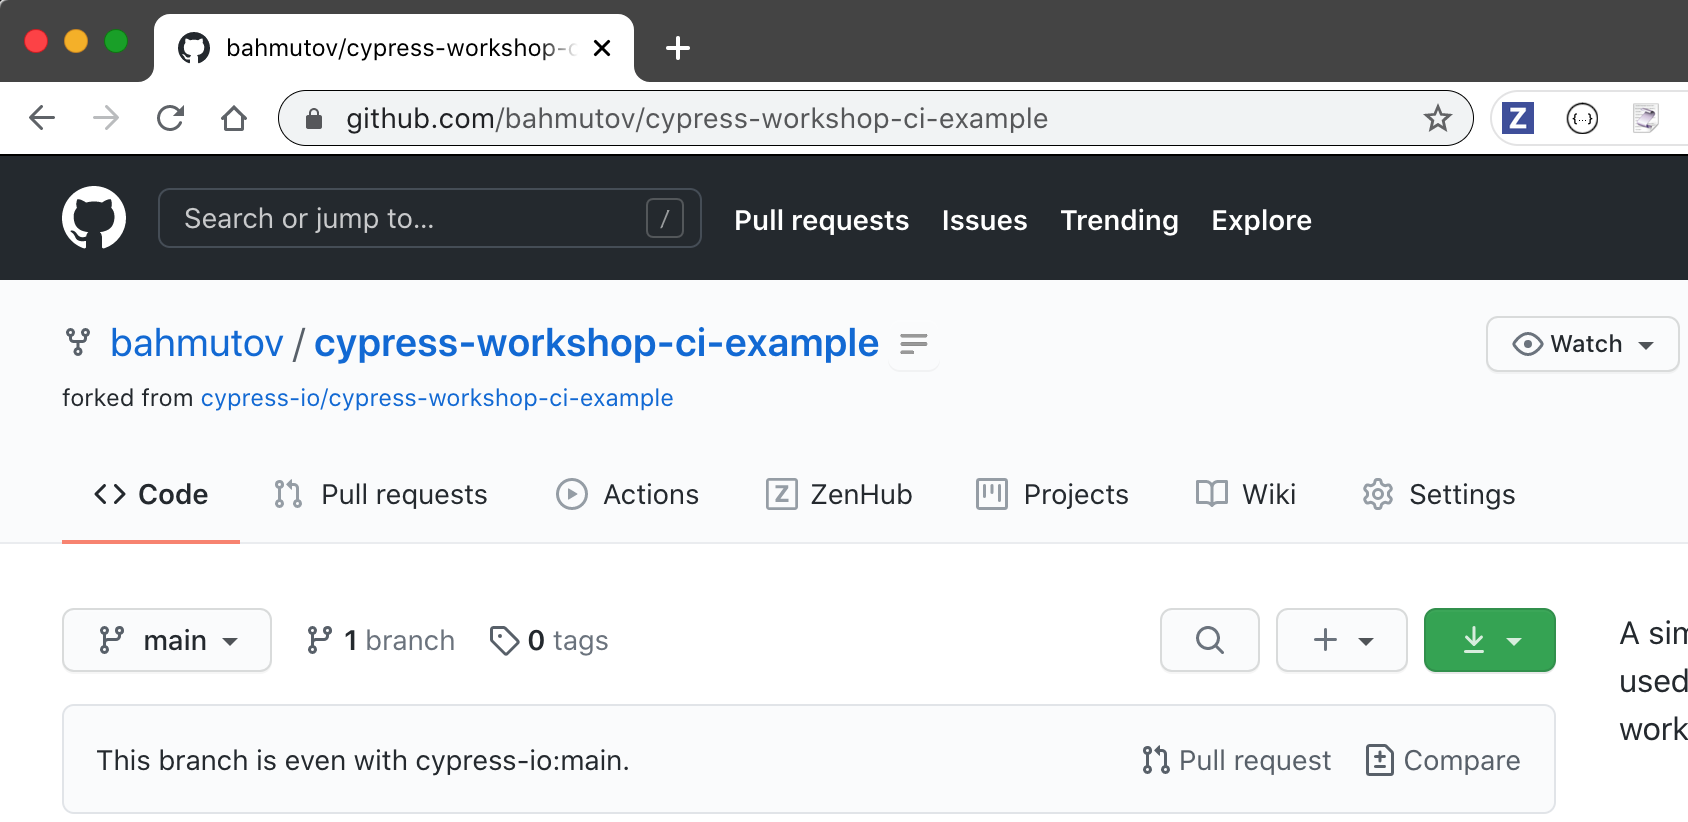 bahmutov/cypress-workshop-c
github.com/bahmutov/cypress-workshop-ci-example
Z
{...}
Search or jump to...
/
Pull requests
Issues
Trending
Explore
bahmutov / cypress-workshop-ci-example
Watch
forked from cypress-io/cypress-workshop-ci-example
Code
Pull requests
Actions
Z ZenHub
Projects
Wiki
Settings
main
1 branch
0 tags
A sim
used
work
This branch is even with cypress-io:main.
Pull request
Compare